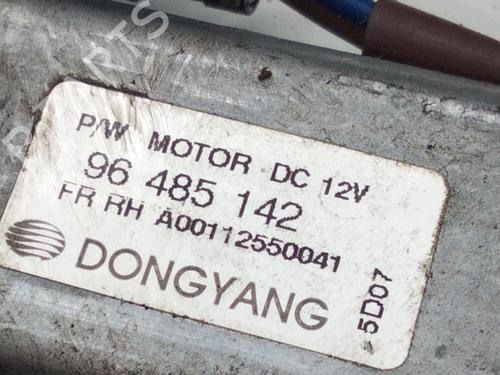 P/W MOTOR DC 12V
96 485 142
FR RH A00112550041
DONGYANG
5D07